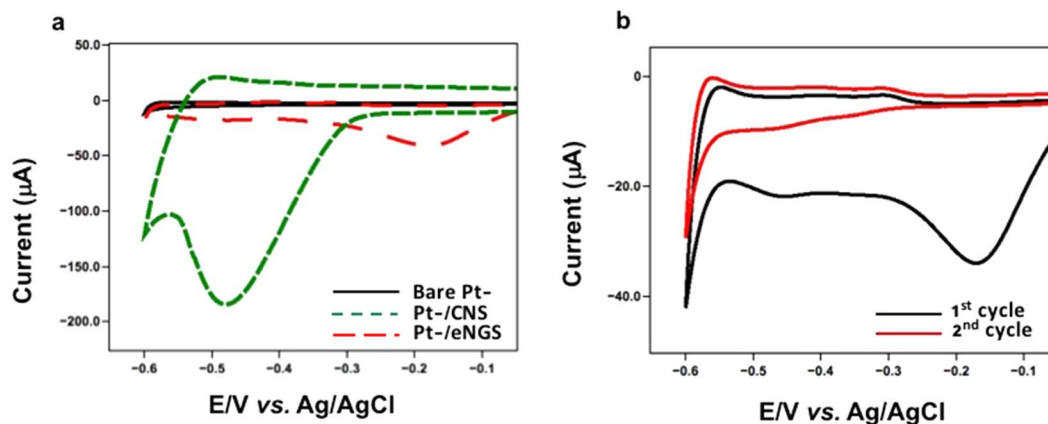 a
50.0
0
−50.0
−100.0
−150.0
−200.0
Current (µA)
Bare Pt−
Pt−/CNS
Pt−/eNGS
−0.6 −0.5 −0.4 −0.3 −0.2 −0.1
E/V vs. Ag/AgCl
b
0
−20.0
−40.0
Current (µA)
1st cycle
2nd cycle
−0.6 −0.5 −0.4 −0.3 −0.2 −0.1
E/V vs. Ag/AgCl